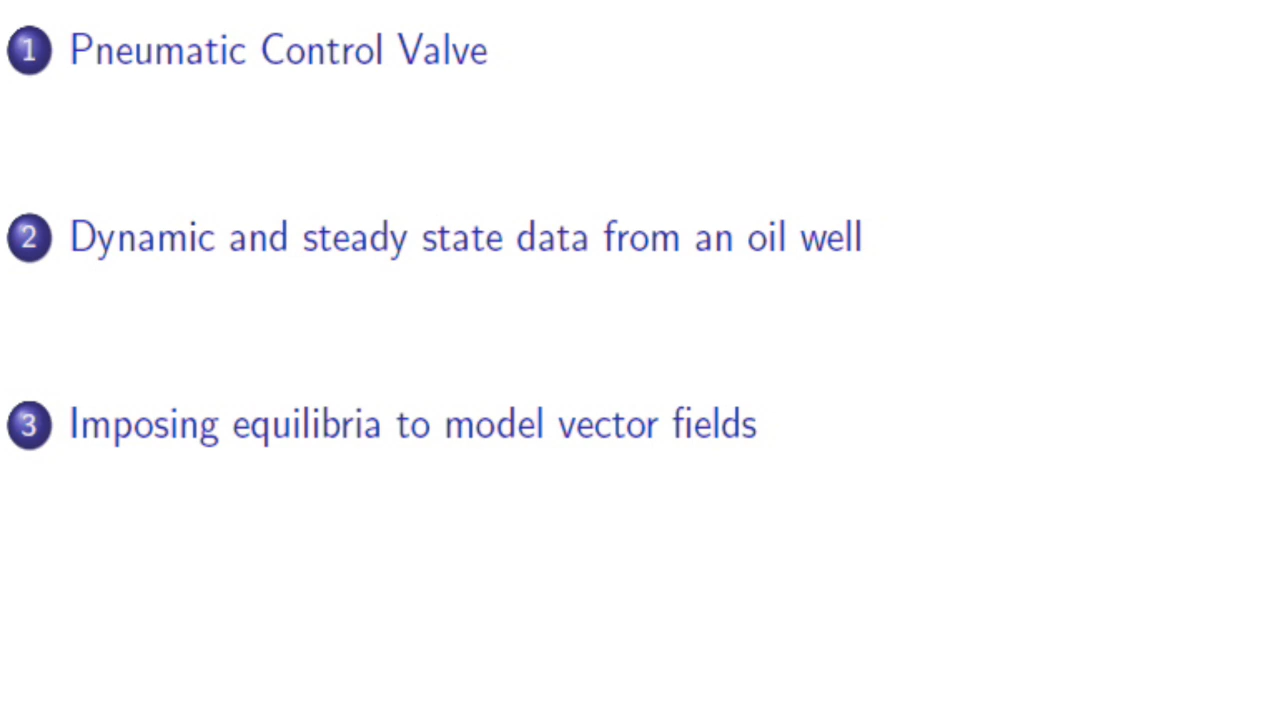 1 Pneumatic Control Valve
2 Dynamic and steady state data from an oil well
3 Imposing equilibria to model vector fields